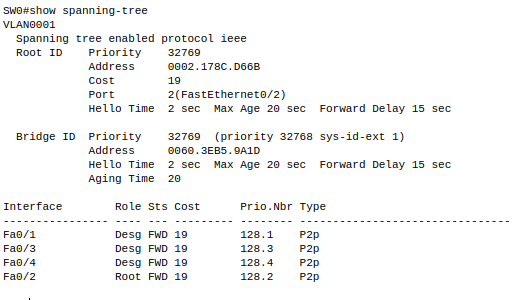 SW0#show spanning-tree
VLAN0001
  Spanning tree enabled protocol ieee
  Root ID    Priority    32769
             Address     0002.178C.D66B
             Cost        19
             Port        2(FastEthernet0/2)
             Hello Time  2 sec  Max Age 20 sec  Forward Delay 15 sec

  Bridge ID  Priority    32769  (priority 32768 sys-id-ext 1)
             Address     0060.3EB5.9A1D
             Hello Time  2 sec  Max Age 20 sec  Forward Delay 15 sec
             Aging Time  20

Interface        Role Sts Cost      Prio.Nbr Type
---------------- ---- --- --------- -------- --------------------------------
Fa0/1            Desg FWD 19        128.1    P2p
Fa0/3            Desg FWD 19        128.3    P2p
Fa0/4            Desg FWD 19        128.4    P2p
Fa0/2            Root FWD 19        128.2    P2p